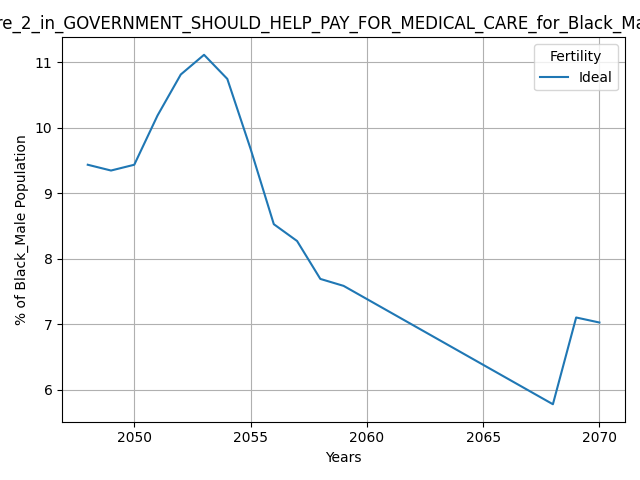 re_2_in_GOVERNMENT_SHOULD_HELP_PAY_FOR_MEDICAL_CARE_for_Black_Ma
Fertility
Ideal
11
10
9
8
7
6
% of Black_Male Population
2050 2055 2060 2065 2070
Years